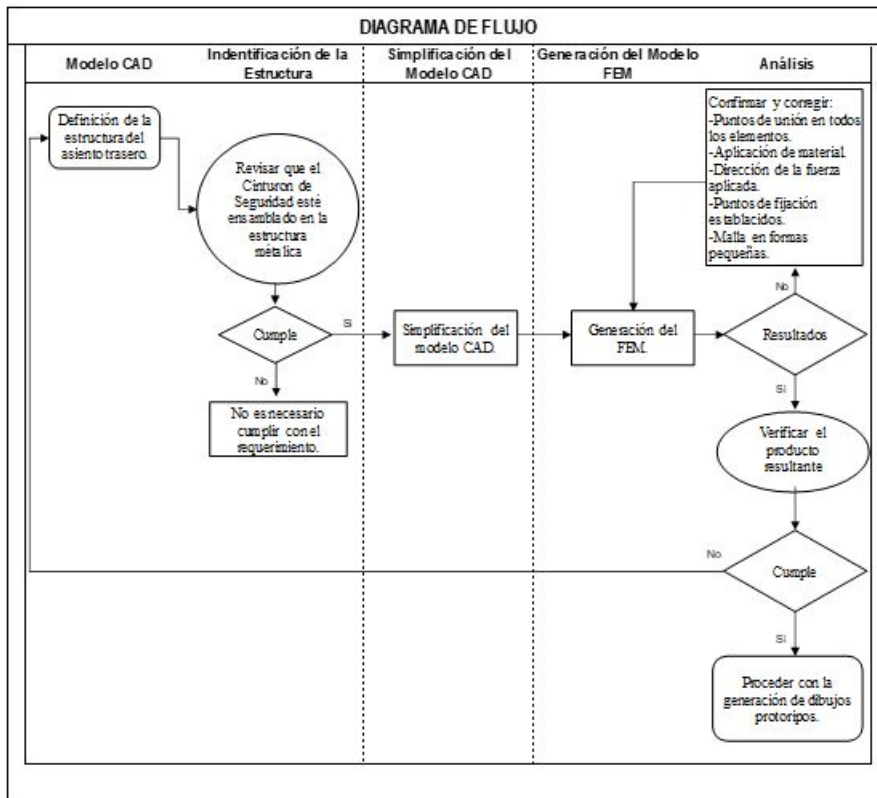 DIAGRAMA DE FLUJO
Modelo CAD
Indentificación de la
Estructura
Simplificación del
Modelo CAD
Generación del Modelo
FEM
Análisis
Definición de la
estructura del
asiento trasero.
Revisar que el
Cinturon de
Seguridad esté
ensamblado en la
estructura
métalica
Cumple
Si
No
No es necesario
cumplir con el
requerimiento.
Simplificación del
modelo CAD.
Generación del
FEM.
Confirmar y corregir:
-Puntos de unión en todos
los elementos.
-Aplicación de material.
-Dirección de la fuerza
aplicada.
-Puntos de fijación
establacidos.
-Malla en formas
pequeñas.
No
Resultados
Si
Verificar el
producto
resultante
No
Cumple
Si
Proceder con la
generación de dibujos
protoripos.